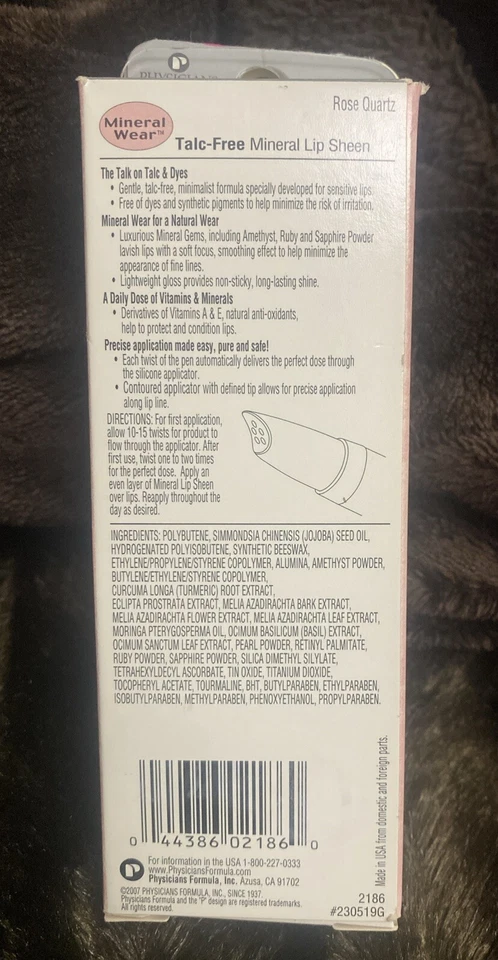 PHYSICIANS
Rose Quartz
Mineral
Wear™
Talc-Free Mineral Lip Sheen
The Talk on Talc & Dyes
• Gentle, talc-free, minimalist formula specially developed for sensitive lips.
• Free of dyes and synthetic pigments to help minimize the risk of irritation.
Mineral Wear for a Natural Wear
• Luxurious Mineral Gems, including Amethyst, Ruby and Sapphire Powder
lavish lips with a soft focus, smoothing effect to help minimize the
appearance of fine lines.
• Lightweight gloss provides non-sticky, long-lasting shine.
A Daily Dose of Vitamins & Minerals
• Derivatives of Vitamins A & E, natural anti-oxidants,
help to protect and condition lips.
Precise application made easy, pure and safe!
• Each twist of the pen automatically delivers the perfect dose through
the silicone applicator.
• Contoured applicator with defined tip allows for precise application
along lip line.
DIRECTIONS: For first application,
allow 10-15 twists for product to
flow through the applicator. After
first use, twist one to two times
for the perfect dose. Apply an
even layer of Mineral Lip Sheen
over lips. Reapply throughout the
day as desired.
INGREDIENTS: POLYBUTENE, SIMMONDSIA CHINENSIS (JOJOBA) SEED OIL,
HYDROGENATED POLYISOBUTENE, SYNTHETIC BEESWAX,
ETHYLENE/PROPYLENE/STYRENE COPOLYMER, ALUMINA, AMETHYST POWDER,
BUTYLENE/ETHYLENE/STYRENE COPOLYMER,
CURCUMA LONGA (TURMERIC) ROOT EXTRACT,
ECLIPTA PROSTRATA EXTRACT, MELIA AZADIRACHTA BARK EXTRACT,
MELIA AZADIRACHTA FLOWER EXTRACT, MELIA AZADIRACHTA LEAF EXTRACT,
MORINGA PTERYGOSPERMA OIL, OCIMUM BASILICUM (BASIL) EXTRACT,
OCIMUM SANCTUM LEAF EXTRACT, PEARL POWDER, RETINYL PALMITATE,
RUBY POWDER, SAPPHIRE POWDER, SILICA DIMETHYL SILYLATE,
TETRAHEXYLDECYL ASCORBATE, TIN OXIDE, TITANIUM DIOXIDE,
TOCOPHERYL ACETATE, TOURMALINE, BHT, BUTYLPARABEN, ETHYLPARABEN,
ISOBUTYLPARABEN, METHYLPARABEN, PHENOXYETHANOL, PROPYLPARABEN.
0 44386 02186 0
For information in the USA 1-800-227-0333
www.PhysiciansFormula.com
Physicians Formula, Inc. Azusa, CA 91702
©2007 PHYSICIANS FORMULA, INC., SINCE 1937.
Physicians Formula and the "P" design are registered trademarks.
All rights reserved.
Made in USA from domestic and foreign parts.
2186
#230519G